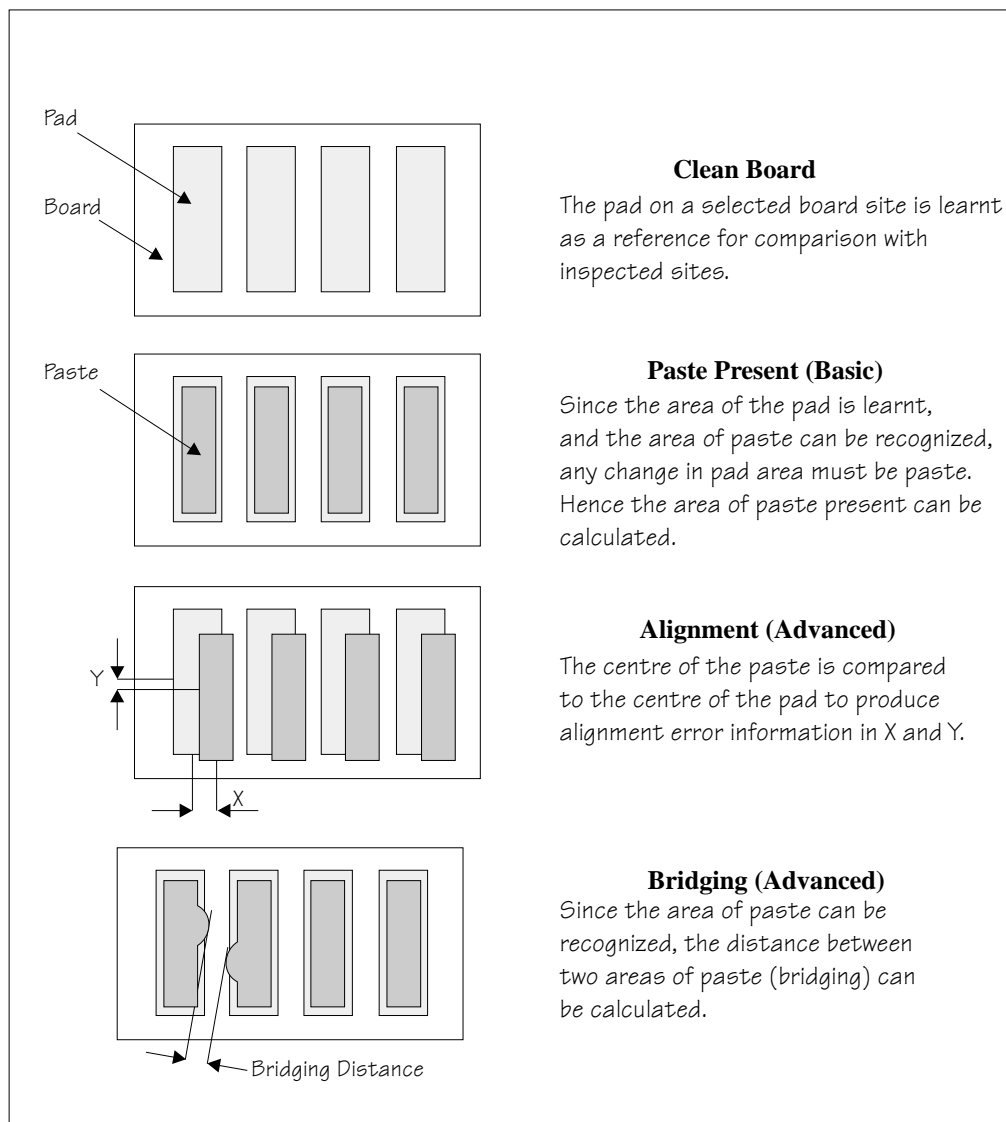 Pad
Board
Clean Board
The pad on a selected board site is learnt
as a reference for comparison with
inspected sites.
Paste
Paste Present (Basic)
Since the area of the pad is learnt,
and the area of paste can be recognized,
any change in pad area must be paste.
Hence the area of paste present can be
calculated.
Y
X
Alignment (Advanced)
The centre of the paste is compared
to the centre of the pad to produce
alignment error information in X and Y.
Bridging (Advanced)
Since the area of paste can be
recognized, the distance between
two areas of paste (bridging) can
be calculated.
Bridging Distance